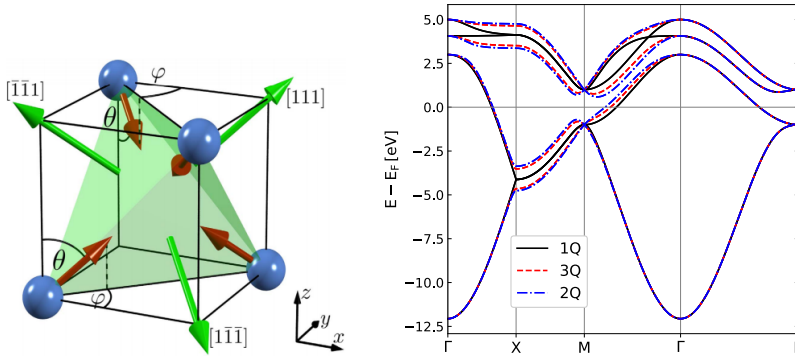 φ
[1̄1̄1]
[111]
θ
θ
φ
[11̄1̄]
z
y
x
E − E_F [eV]
5.0
2.5
0.0
−2.5
−5.0
−7.5
−10.0
−12.5
1Q
3Q
2Q
Γ X M Γ